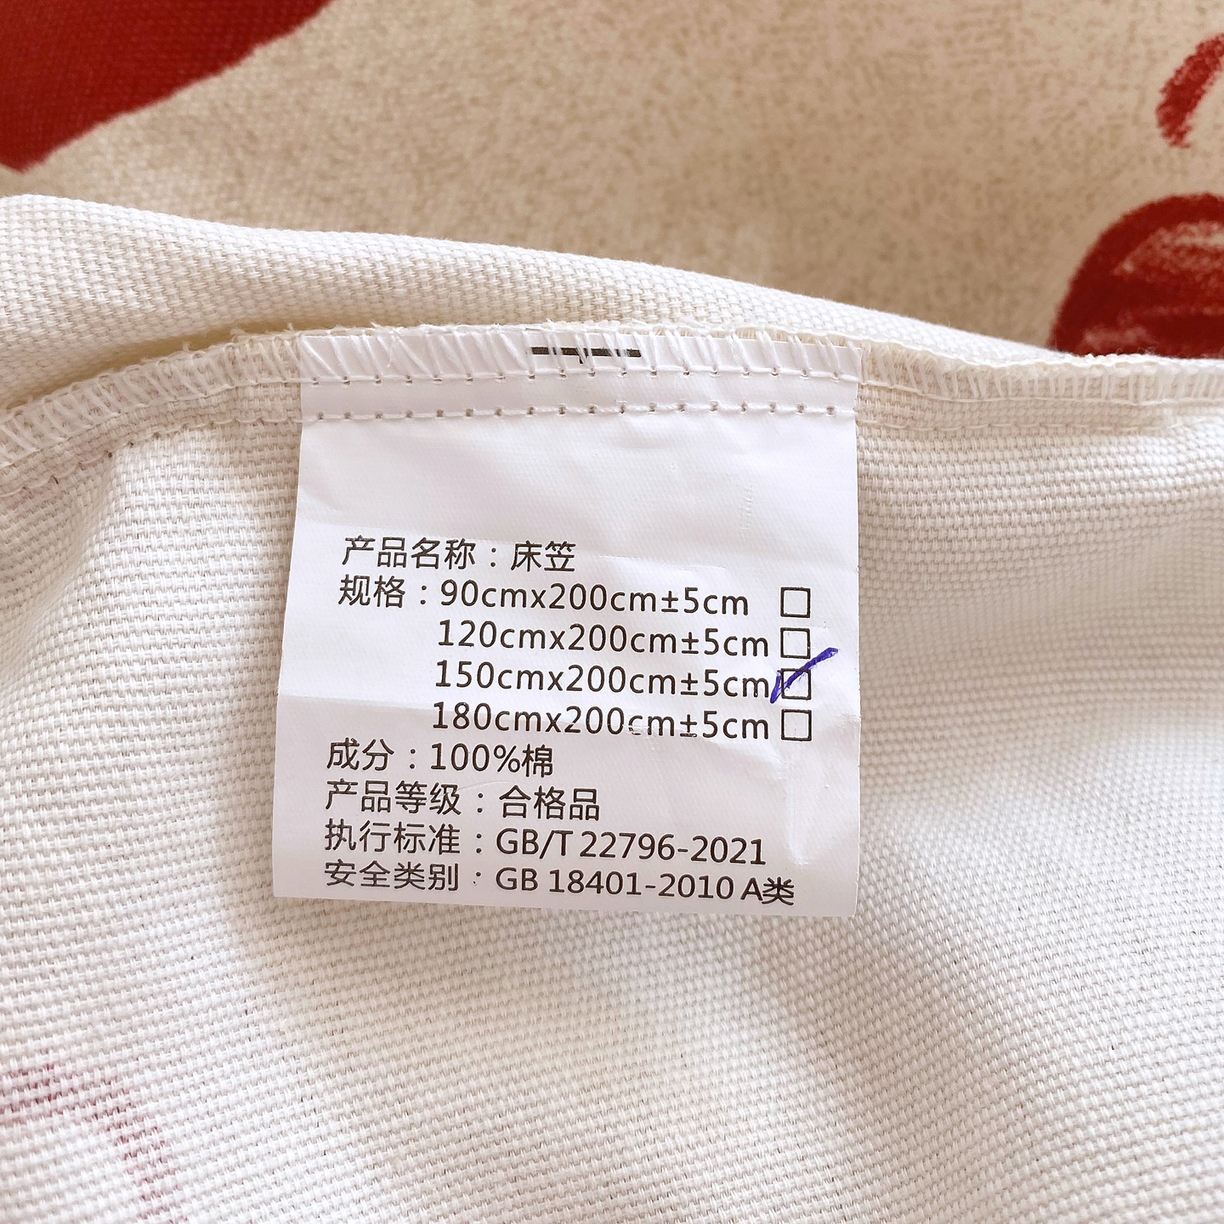 产品名称：床笠
规格：90cmx200cm±5cm □
120cmx200cm±5cm □
150cmx200cm±5cm ☑
180cmx200cm±5cm □
成分：100%棉
产品等级：合格品
执行标准：GB/T 22796-2021
安全类别：GB 18401-2010 A类